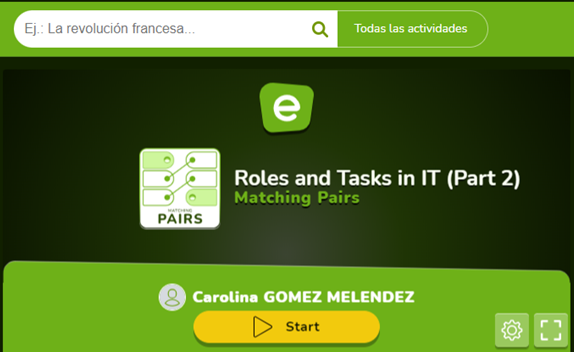 Ej.: La revolución francesa...
Todas las actividades
e
MATCHING
PAIRS
Roles and Tasks in IT (Part 2)
Matching Pairs
Carolina GOMEZ MELENDEZ
Start